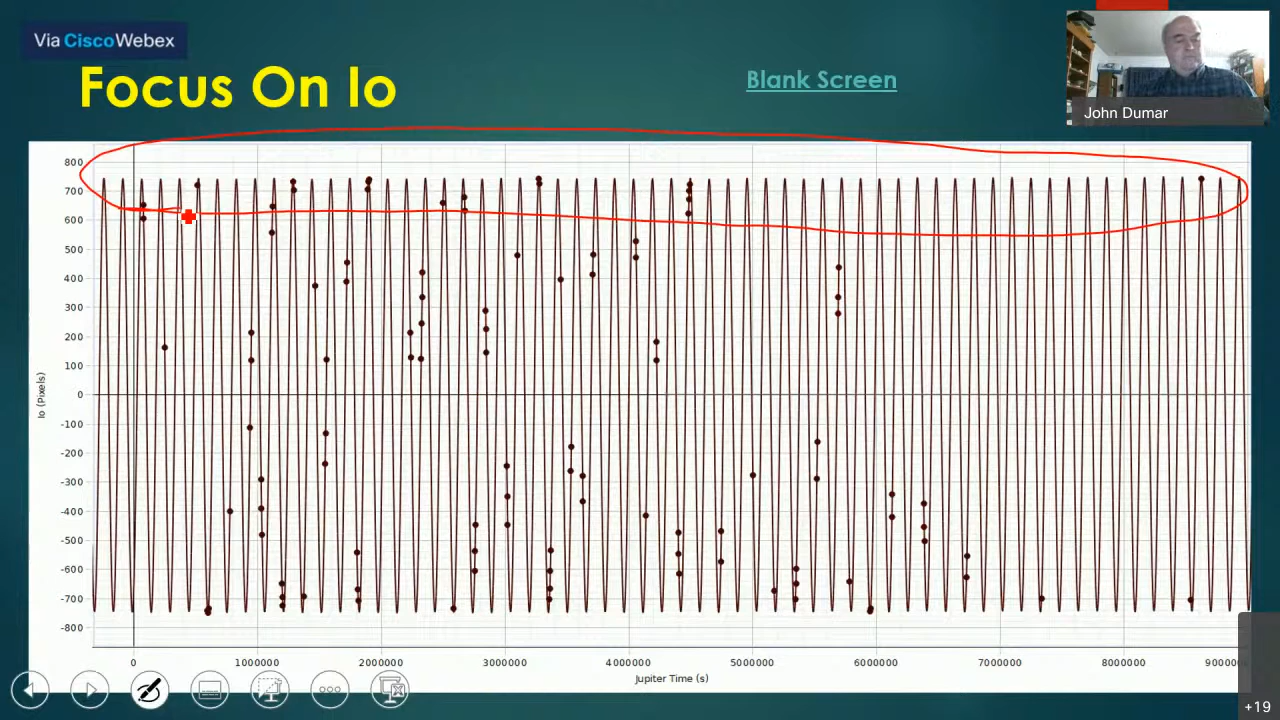 Via Cisco Webex
Focus On Io
Blank Screen
John Dumar
800
700
600
500
400
300
200
100
0
-100
-200
-300
-400
-500
-600
-700
-800
Io (Pixels)
0 1000000 2000000 3000000 4000000 5000000 6000000 7000000 8000000 9000000
Jupiter Time (s)
+19